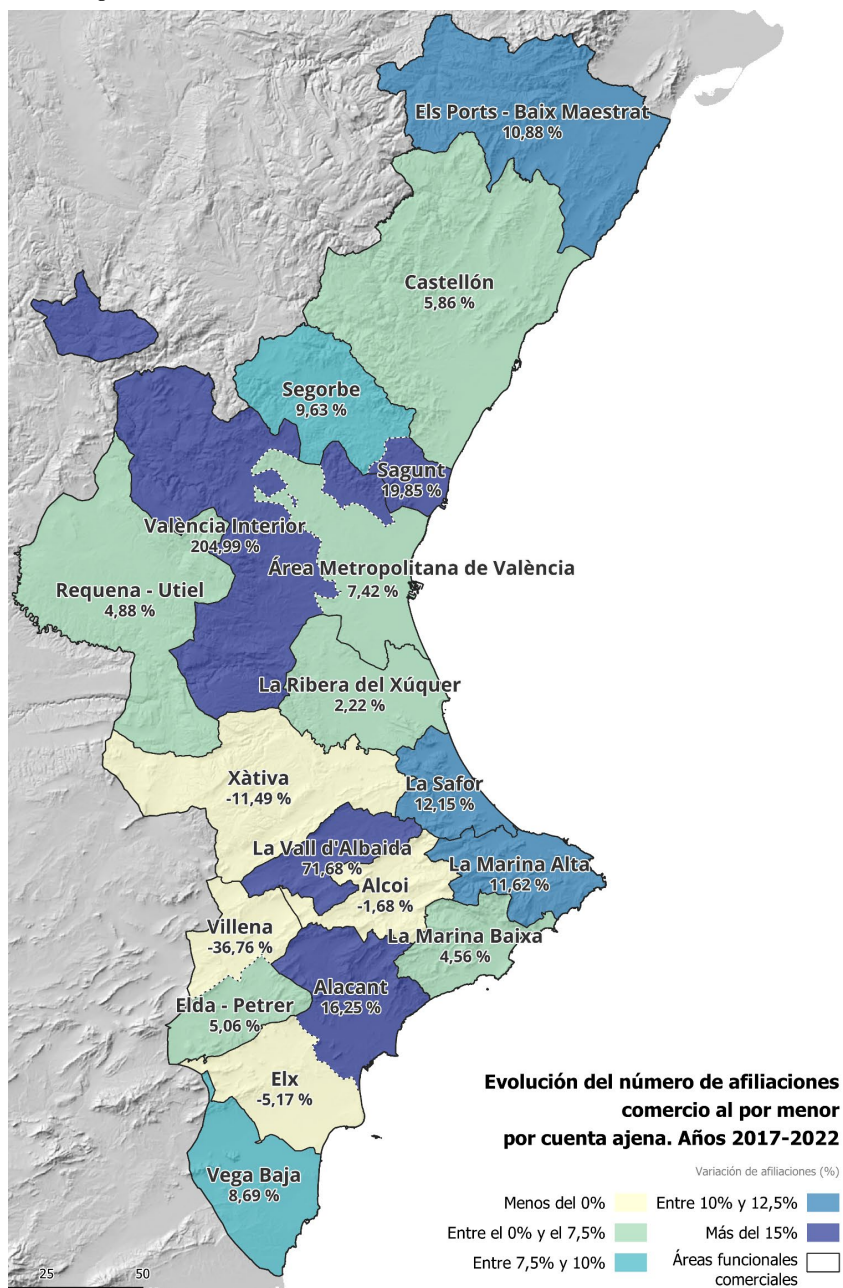 Els Ports - Baix Maestrat
10,88 %
Castellón
5,86 %
Segorbe
9,63 %
Sagunt
19,85 %
València Interior
204,99 %
Área Metropolitana de València
7,42 %
Requena - Utiel
4,88 %
La Ribera del Xúquer
2,22 %
Xàtiva
-11,49 %
La Safor
12,15 %
La Vall d'Albaida
71,68 %
La Marina Alta
11,62 %
Alcoi
-1,68 %
Villena
-36,76 %
La Marina Baixa
4,56 %
Alacant
16,25 %
Elda - Petrer
5,06 %
Elx
-5,17 %
Vega Baja
8,69 %
Evolución del número de afiliaciones
comercio al por menor
por cuenta ajena. Años 2017-2022
Variación de afiliaciones (%)
Menos del 0%
Entre el 0% y el 7,5%
Entre 7,5% y 10%
Entre 10% y 12,5%
Más del 15%
Áreas funcionales
comerciales
25 50